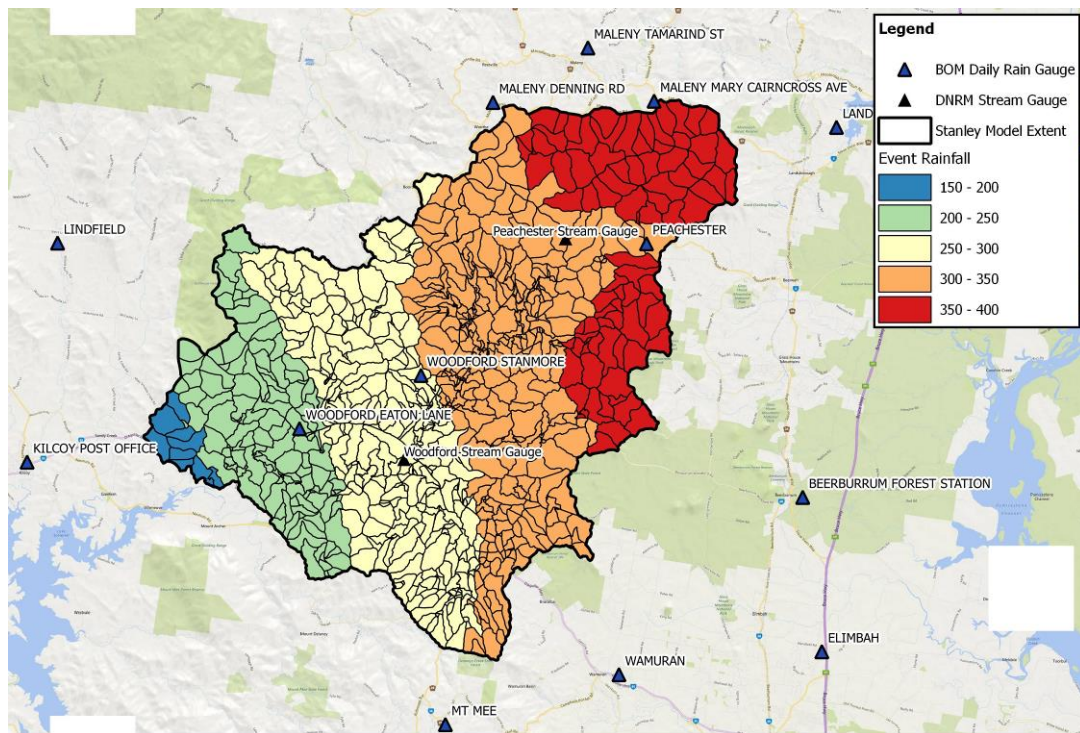 MALENY TAMARIND ST
MALENY DENNING RD
MALENY MARY CAIRNCROSS AVE
LAND
LINDFIELD
Peachester Stream Gauge
PEACHESTER
WOODFORD STANMORE
WOODFORD EATON LANE
Woodford Stream Gauge
KILCOY POST OFFICE
BEERBURRUM FOREST STATION
ELIMBAH
WAMURAN
MT MEE
Legend
BOM Daily Rain Gauge
DNRM Stream Gauge
Stanley Model Extent
Event Rainfall
150 - 200
200 - 250
250 - 300
300 - 350
350 - 400